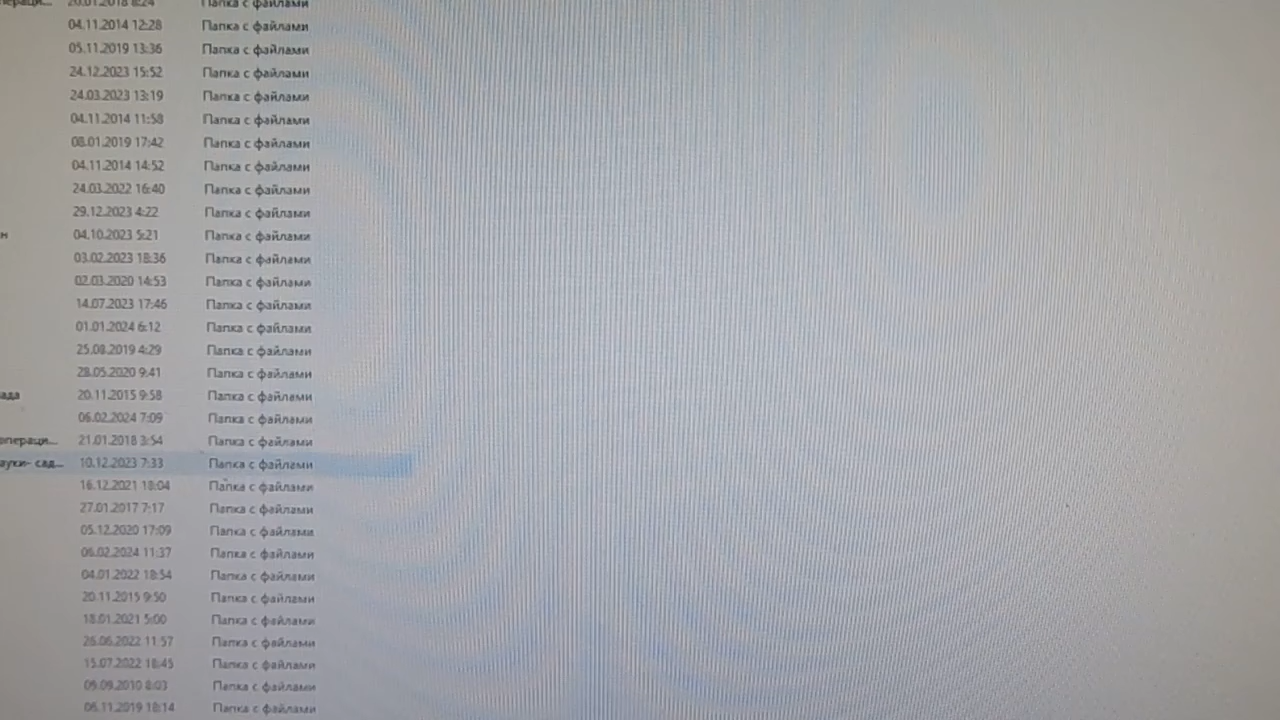 пераци... 20.01.2018 8:24 Папка с файлами
04.11.2014 12:28 Папка с файлами
05.11.2019 13:36 Папка с файлами
24.12.2023 15:52 Папка с файлами
24.03.2023 13:19 Папка с файлами
04.11.2014 11:58 Папка с файлами
08.01.2019 17:42 Папка с файлами
04.11.2014 14:52 Папка с файлами
24.03.2022 16:40 Папка с файлами
29.12.2023 4:22 Папка с файлами
н 04.10.2023 5:21 Папка с файлами
03.02.2023 18:36 Папка с файлами
02.03.2020 14:53 Папка с файлами
14.07.2023 17:46 Папка с файлами
01.01.2024 6:12 Папка с файлами
25.08.2019 4:29 Папка с файлами
28.05.2020 9:41 Папка с файлами
ада 20.11.2015 9:58 Папка с файлами
06.02.2024 7:09 Папка с файлами
операци... 21.01.2018 3:54 Папка с файлами
ауки- сад... 10.12.2023 7:33 Папка с файлами
16.12.2021 18:04 Папка с файлами
27.01.2017 7:17 Папка с файлами
05.12.2020 17:09 Папка с файлами
06.02.2024 11:37 Папка с файлами
04.01.2022 18:54 Папка с файлами
20.11.2015 9:50 Папка с файлами
18.01.2021 5:00 Папка с файлами
26.06.2022 11:57 Папка с файлами
15.07.2022 18:45 Папка с файлами
09.09.2010 8:03 Папка с файлами
06.11.2019 18:14 Папка с файлами